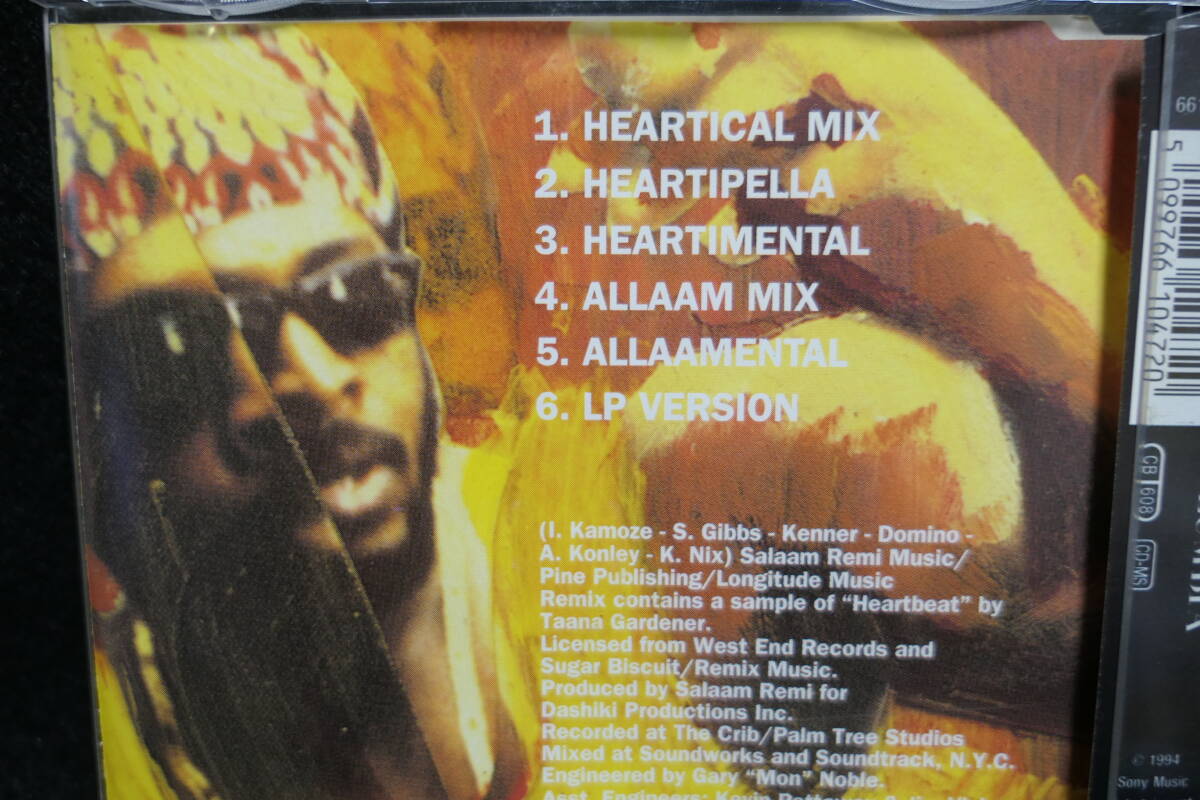 1. HEARTICAL MIX
2. HEARTIPELLA
3. HEARTIMENTAL
4. ALLAAM MIX
5. ALLAAMENTAL
6. LP VERSION
(I. Kamoze - S. Gibbs - Kenner - Domino -
A. Konley - K. Nix) Salaam Remi Music/
Pine Publishing/Longitude Music
Remix contains a sample of “Heartbeat” by
Taana Gardener.
Licensed from West End Records and
Sugar Biscuit/Remix Music.
Produced by Salaam Remi for
Dashiki Productions Inc.
Recorded at The Crib/Palm Tree Studios
Mixed at Soundworks and Soundtrack, N.Y.C.
Engineered by Gary “Mon” Noble.
Asst. Engineers: Kevin
66
5 099766 104720
CB 608
CD-MS
© 1994
Sony Music